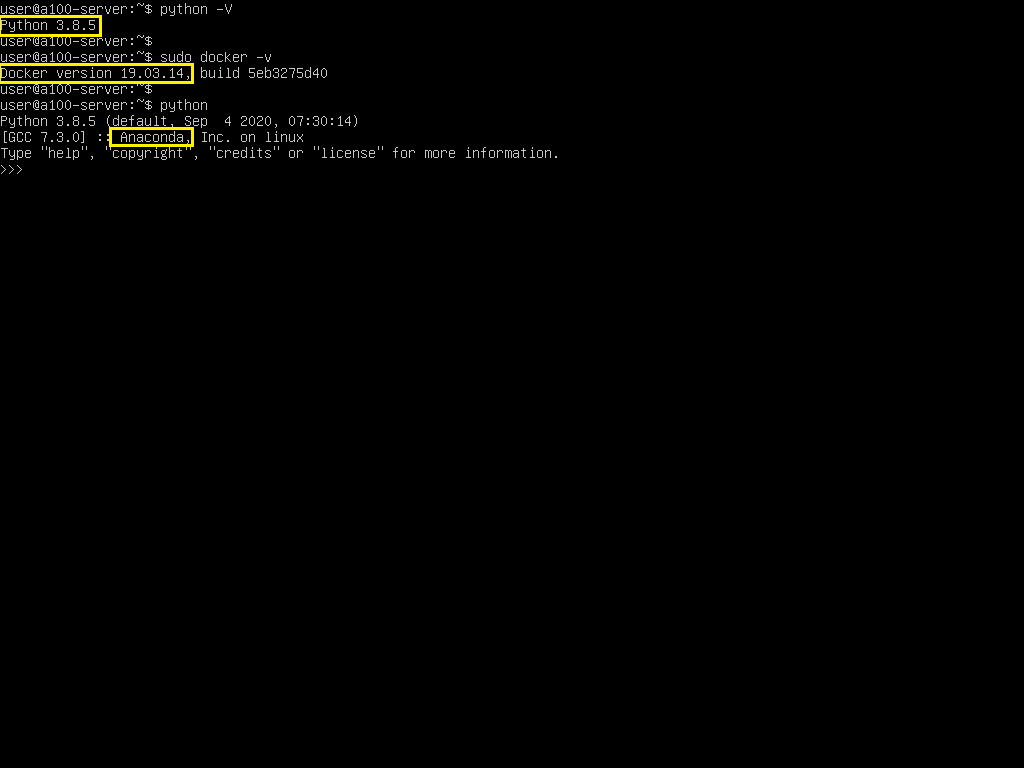 user@a100-server:~$ python -V
Python 3.8.5
user@a100-server:~$
user@a100-server:~$ sudo docker -v
Docker version 19.03.14, build 5eb3275d40
user@a100-server:~$
user@a100-server:~$ python
Python 3.8.5 (default, Sep  4 2020, 07:30:14)
[GCC 7.3.0] :: Anaconda, Inc. on linux
Type "help", "copyright", "credits" or "license" for more information.
>>>